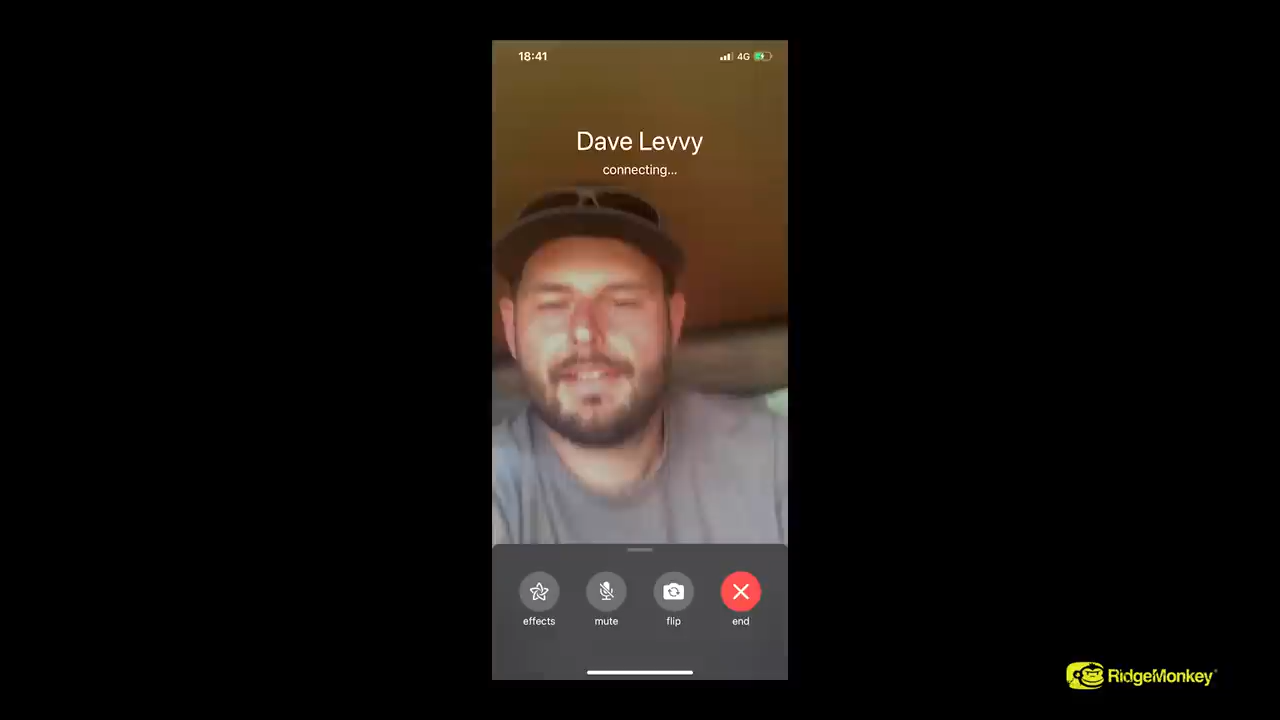 18:41
4G
Dave Levvy
connecting...
effects
mute
flip
end
RidgeMonkey